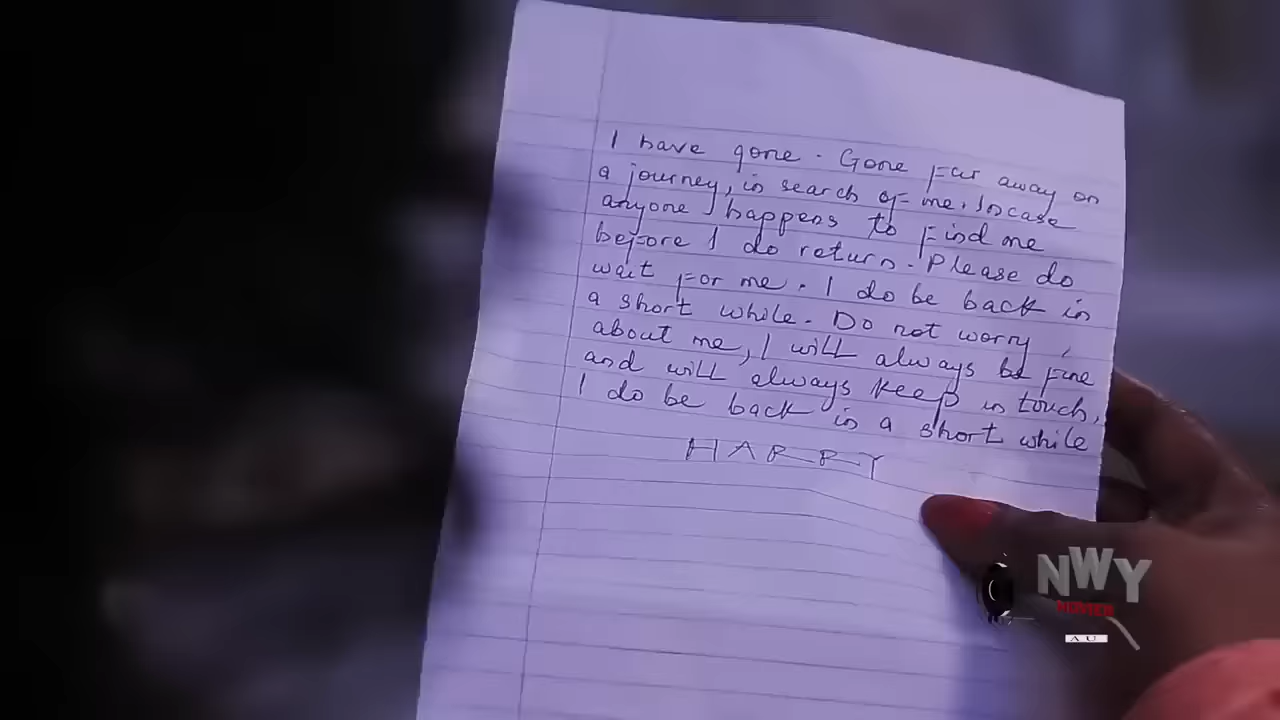 I have gone. Gone far away on
a journey, in search of me. Incase
anyone happens to find me
before I do return. Please do
wait for me. I do be back in
a short while. Do not worry
about me, I will always be fine
and will always keep in touch,
I do be back in a short while
HARRY
NWY
AU